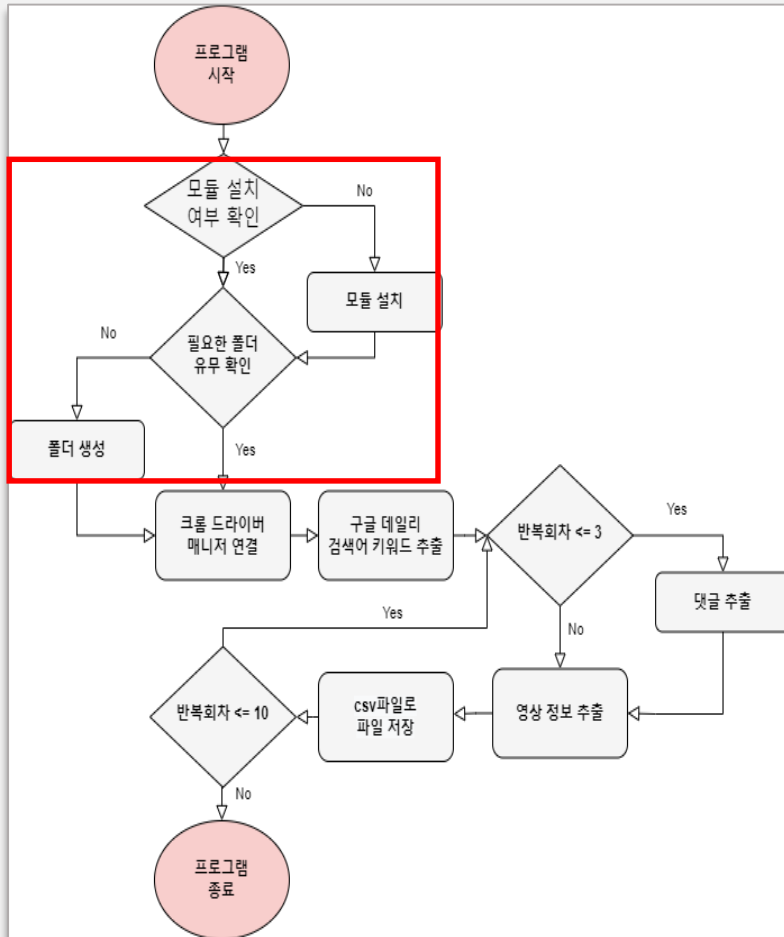 프로그램
시작
모듈 설치
여부 확인
No
Yes
모듈 설치
필요한 폴더
유무 확인
No
Yes
폴더 생성
크롬 드라이버
매니저 연결
구글 데일리
검색어 키워드 추출
반복회차 <= 3
Yes
No
댓글 추출
영상 정보 추출
csv파일로
파일 저장
반복회차 <= 10
Yes
No
프로그램
종료